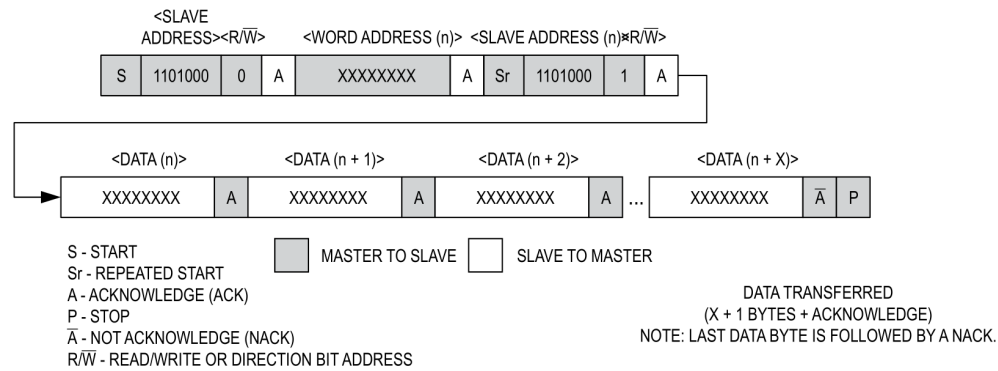 <SLAVE
ADDRESS><R/W̅> <WORD ADDRESS (n)> <SLAVE ADDRESS (n)><R/W̅>
S 1101000 0 A XXXXXXXX A Sr 1101000 1 A
<DATA (n)> <DATA (n + 1)> <DATA (n + 2)> <DATA (n + X)>
XXXXXXXX A XXXXXXXX A XXXXXXXX A ... XXXXXXXX A̅ P
S - START
Sr - REPEATED START
A - ACKNOWLEDGE (ACK)
P - STOP
A̅ - NOT ACKNOWLEDGE (NACK)
R/W̅ - READ/WRITE OR DIRECTION BIT ADDRESS
MASTER TO SLAVE SLAVE TO MASTER
DATA TRANSFERRED
(X + 1 BYTES + ACKNOWLEDGE)
NOTE: LAST DATA BYTE IS FOLLOWED BY A NACK.